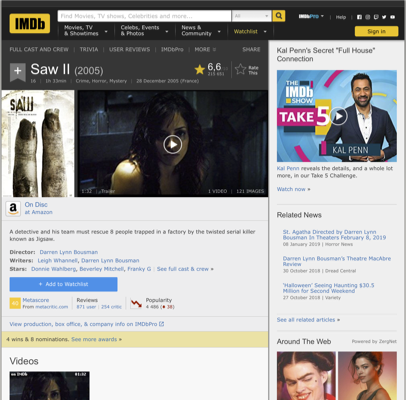 IMDb
Find Movies, TV shows, Celebrities and more...
All
IMDbPro
Help
Movies, TV & Showtimes
Celebs, Events & Photos
News & Community
Watchlist
Sign in
FULL CAST AND CREW | TRIVIA | USER REVIEWS | IMDbPro | MORE
SHARE
Saw II (2005)
6,6
Rate This
16 | 1h 33min | Crime, Horror, Mystery | 28 December 2005 (France)
SAW
1:32 | Trailer
1 VIDEO | 121 IMAGES
On Disc
at Amazon
A detective and his team must rescue 8 people trapped in a factory by the twisted serial killer
known as Jigsaw.
Director: Darren Lynn Bousman
Writers: Leigh Whannell, Darren Lynn Bousman
Stars: Donnie Wahlberg, Beverley Mitchell, Franky G | See full cast & crew »
+ Add to Watchlist
Metascore
From metacritic.com
Reviews
871 user | 254 critic
Popularity
View production, box office, & company info on IMDbPro
4 wins & 8 nominations. See more awards »
Videos
Kal Penn's Secret "Full House"
Connection
THE IMDb SHOW
TAKE 5
KAL PENN
Kal Penn reveals the details, and a whole
lot more, in our Take 5 Challenge.
Watch now »
Related News
St. Agatha Directed by Darren Lynn
Bousman In Theaters February 8, 2019
08 January 2019 | Horror News
Darren Lynn Bousman's Theatre MacAbre
Review
30 October 2018 | Dread Central
'Halloween' Seeing Haunting $30.5
Million for Second Weekend
27 October 2018 | Variety
See all related articles »
Around The Web
Powered by ZergNet